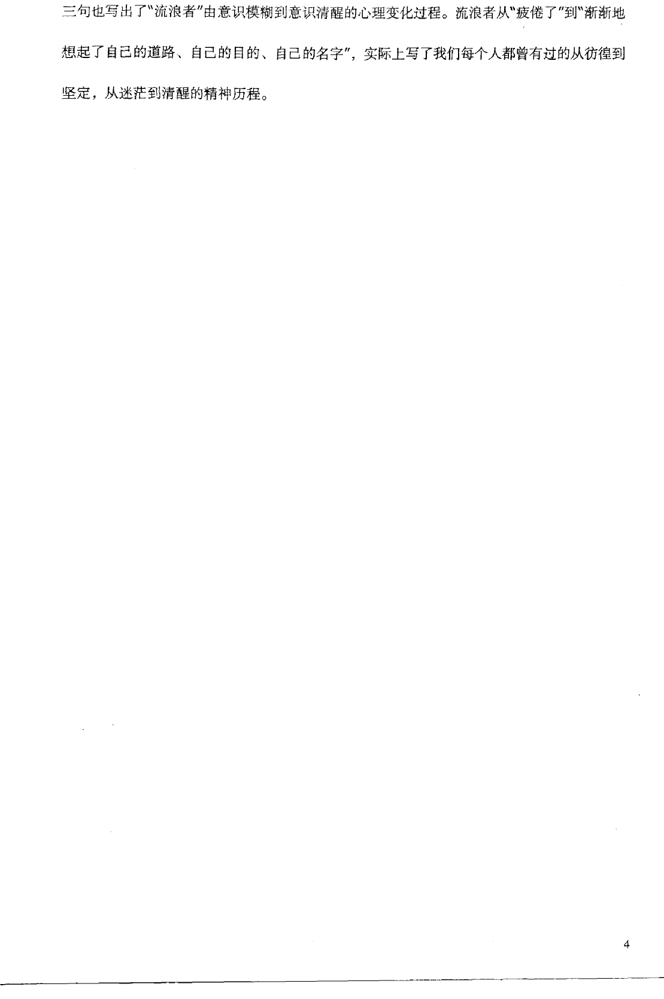 三句也写出了“流浪者”由意识模糊到意识清醒的心理变化过程。流浪者从“疲倦了”到“渐渐地
想起了自己的道路、自己的目的、自己的名字”，实际上写了我们每个人都曾有过的从彷徨到
坚定，从迷茫到清醒的精神历程。
4